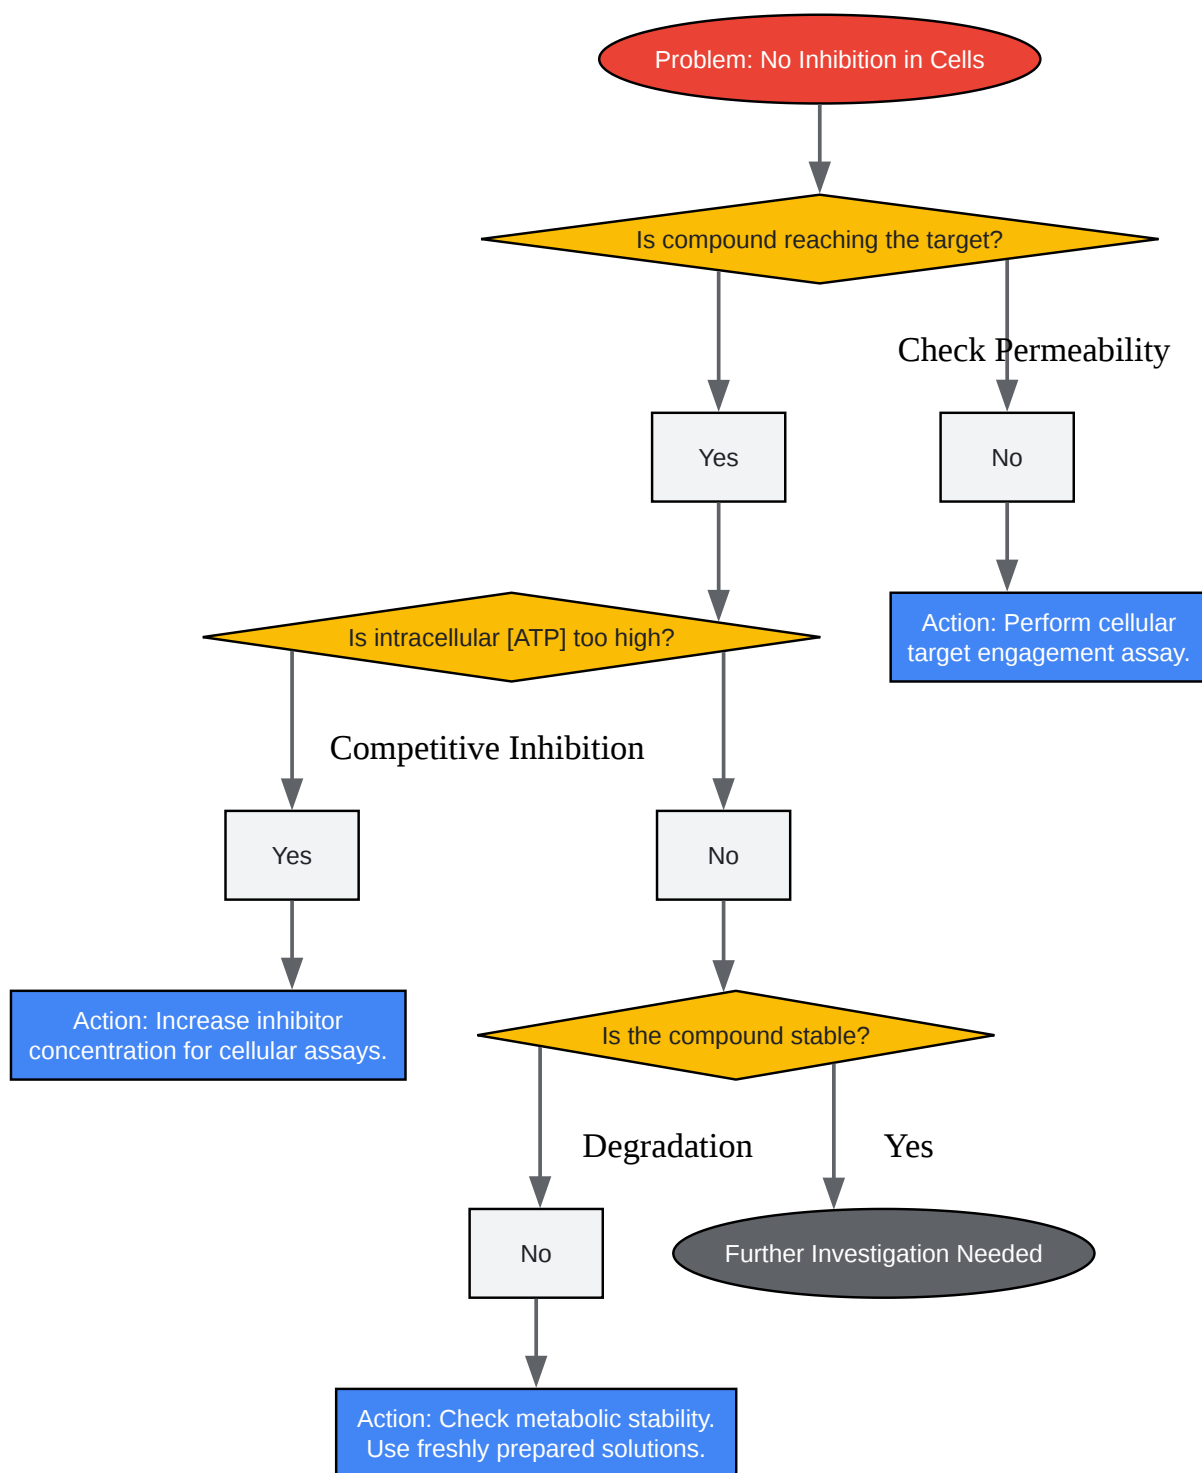 Problem: No Inhibition in Cells
Is compound reaching the target?
Check Permeability
Yes
No
Action: Perform cellular
target engagement assay.
Is intracellular [ATP] too high?
Competitive Inhibition
Yes
No
Action: Increase inhibitor
concentration for cellular assays.
Is the compound stable?
Degradation
Yes
No
Further Investigation Needed
Action: Check metabolic stability.
Use freshly prepared solutions.